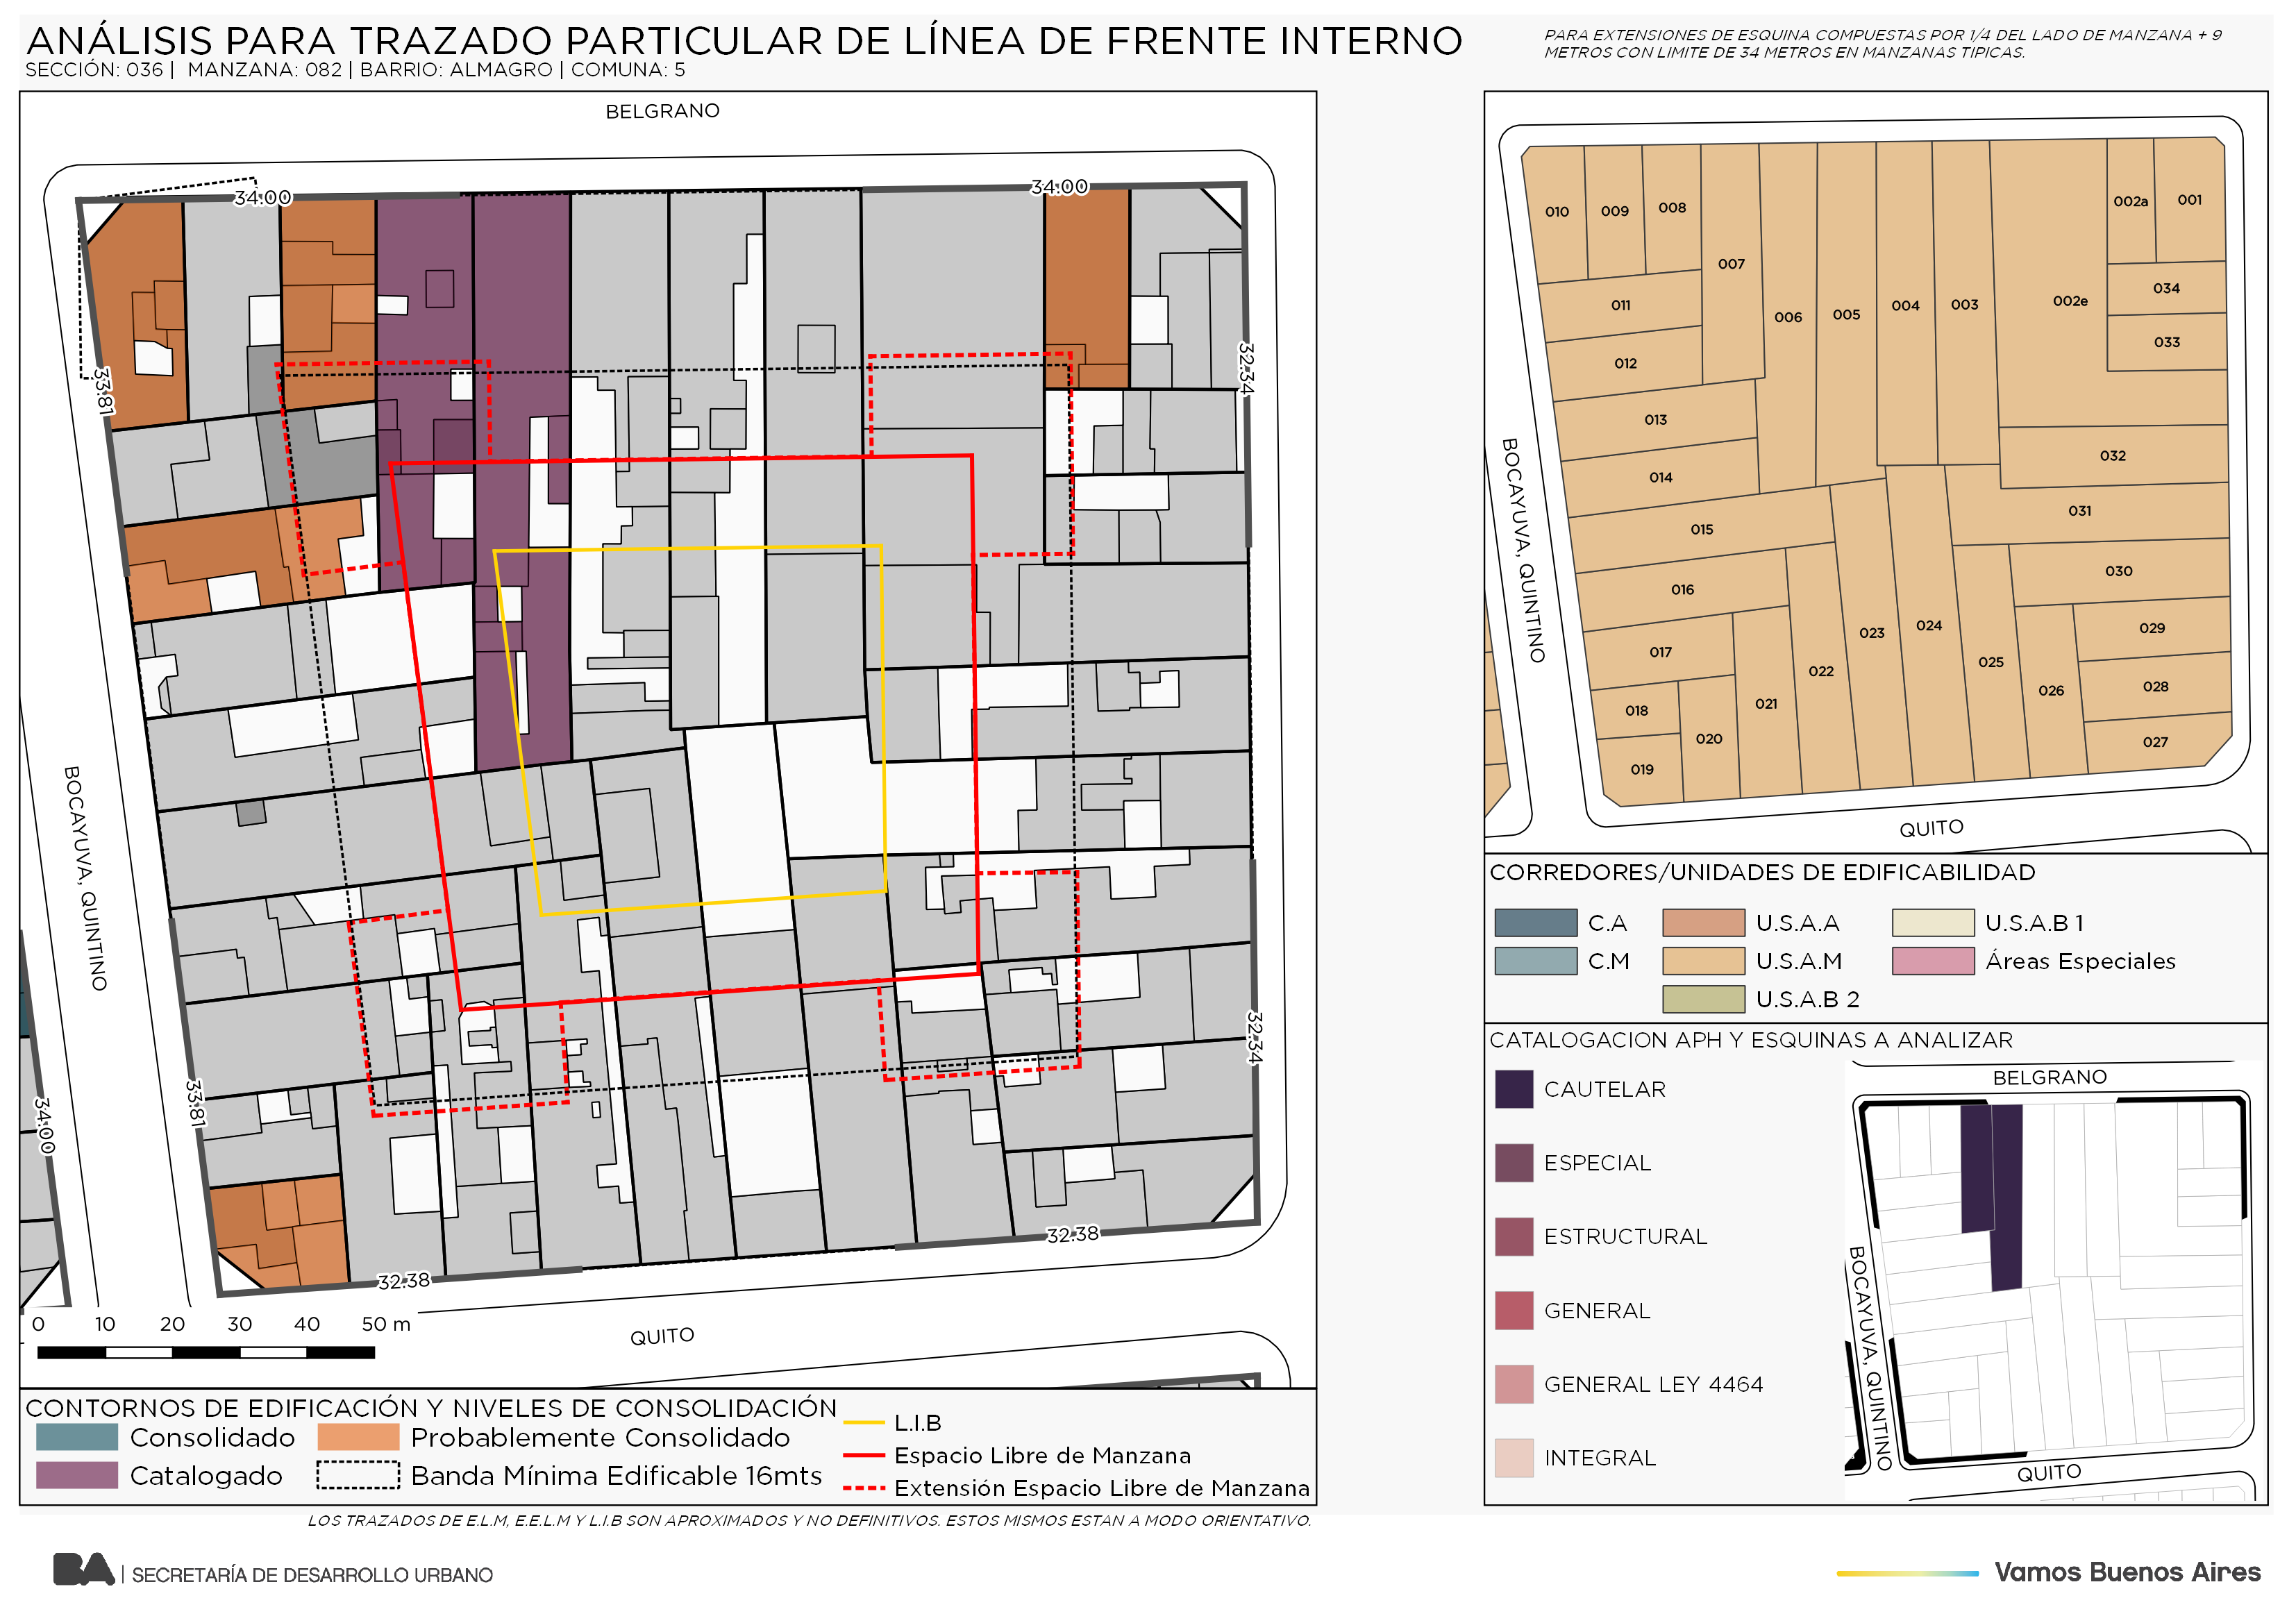 ANÁLISIS PARA TRAZADO PARTICULAR DE LÍNEA DE FRENTE INTERNO
SECCIÓN: 036 | MANZANA: 082 | BARRIO: ALMAGRO | COMUNA: 5
PARA EXTENSIONES DE ESQUINA COMPUESTAS POR 1/4 DEL LADO DE MANZANA + 9
METROS CON LIMITE DE 34 METROS EN MANZANAS TIPICAS.
BELGRANO
34.00
34.00
33.81
32.34
BOCAYUVA, QUINTINO
32.34
33.81
34.00
32.38
32.38
QUITO
0 10 20 30 40 50 m
CONTORNOS DE EDIFICACIÓN Y NIVELES DE CONSOLIDACIÓN
Consolidado
Probablemente Consolidado
Catalogado
Banda Mínima Edificable 16mts
L.I.B
Espacio Libre de Manzana
Extensión Espacio Libre de Manzana
LOS TRAZADOS DE E.L.M, E.E.L.M Y L.I.B SON APROXIMADOS Y NO DEFINITIVOS. ESTOS MISMOS ESTAN A MODO ORIENTATIVO.
010
009
008
007
006
005
004
003
002e
002a
001
034
033
011
012
013
014
032
031
015
016
030
017
023
024
029
022
025
028
018
021
026
020
027
019
BOCAYUVA, QUINTINO
QUITO
CORREDORES/UNIDADES DE EDIFICABILIDAD
C.A
U.S.A.A
U.S.A.B 1
C.M
U.S.A.M
Áreas Especiales
U.S.A.B 2
CATALOGACION APH Y ESQUINAS A ANALIZAR
CAUTELAR
ESPECIAL
ESTRUCTURAL
GENERAL
GENERAL LEY 4464
INTEGRAL
BELGRANO
BOCAYUVA, QUINTINO
QUITO
BA | SECRETARÍA DE DESARROLLO URBANO
Vamos Buenos Aires